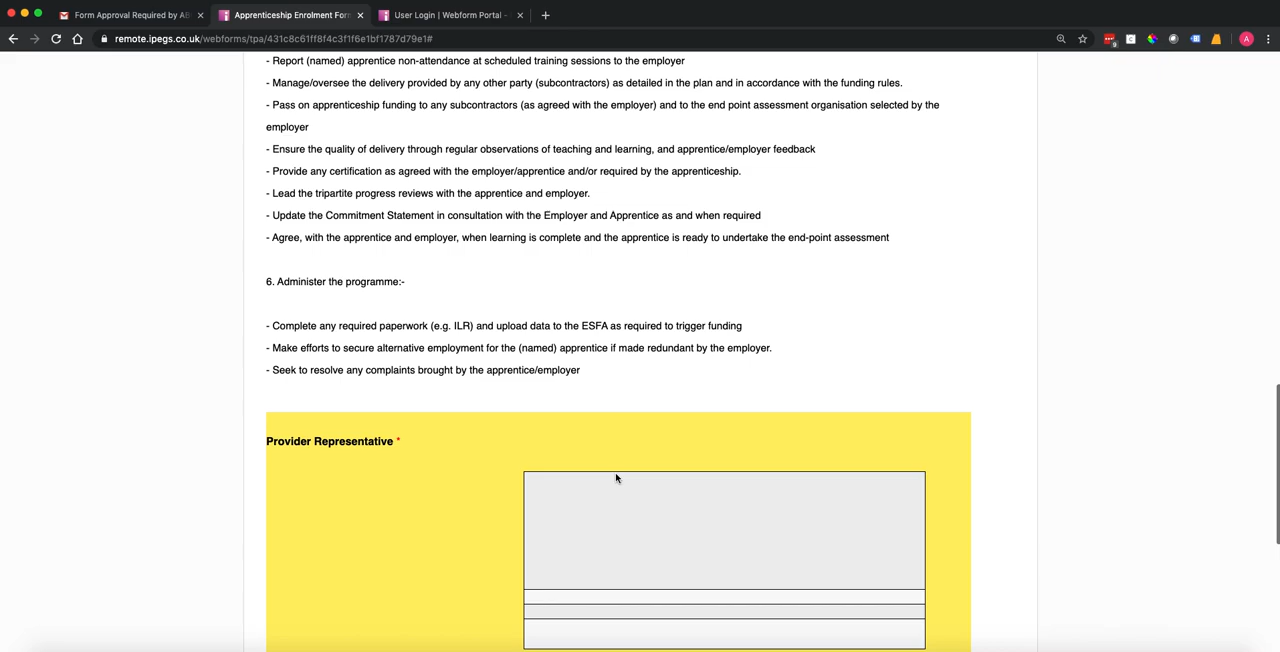 Form Approval Required by AB
Apprenticeship Enrolment Form
User Login | Webform Portal -
remote.ipegs.co.uk/webforms/tpa/431c8c61ff8f4c3f1f6e1bf1787d79e1#
9
C
A
- Report (named) apprentice non-attendance at scheduled training sessions to the employer
- Manage/oversee the delivery provided by any other party (subcontractors) as detailed in the plan and in accordance with the funding rules.
- Pass on apprenticeship funding to any subcontractors (as agreed with the employer) and to the end point assessment organisation selected by the
employer
- Ensure the quality of delivery through regular observations of teaching and learning, and apprentice/employer feedback
- Provide any certification as agreed with the employer/apprentice and/or required by the apprenticeship.
- Lead the tripartite progress reviews with the apprentice and employer.
- Update the Commitment Statement in consultation with the Employer and Apprentice as and when required
- Agree, with the apprentice and employer, when learning is complete and the apprentice is ready to undertake the end-point assessment
6. Administer the programme:-
- Complete any required paperwork (e.g. ILR) and upload data to the ESFA as required to trigger funding
- Make efforts to secure alternative employment for the (named) apprentice if made redundant by the employer.
- Seek to resolve any complaints brought by the apprentice/employer
Provider Representative *